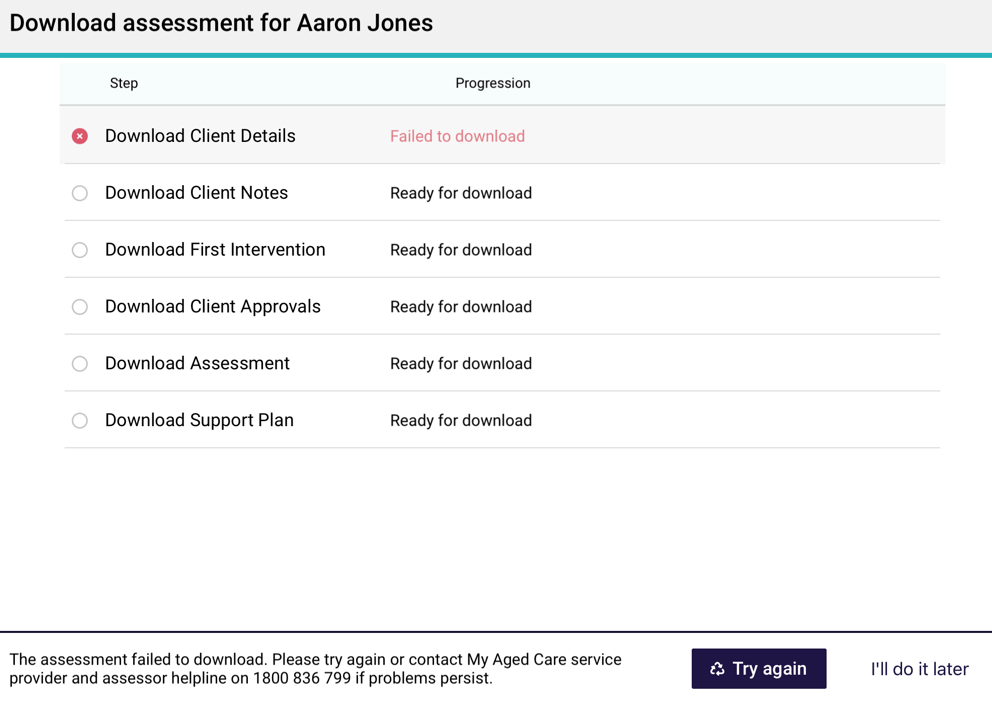 Download assessment for Aaron Jones
Step Progression
Download Client Details Failed to download
Download Client Notes Ready for download
Download First Intervention Ready for download
Download Client Approvals Ready for download
Download Assessment Ready for download
Download Support Plan Ready for download
The assessment failed to download. Please try again or contact My Aged Care service
provider and assessor helpline on 1800 836 799 if problems persist.
Try again I'll do it later